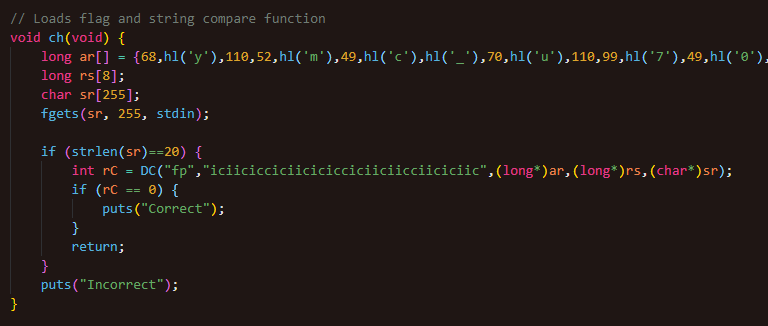 // Loads flag and string compare function
void ch(void) {
long ar[] = {68,hl('y'),110,52,hl('m'),49,hl('c'),hl('_'),70,hl('u'),110,99,hl('7'),49,hl('0'),
long rs[8];
char sr[255];
fgets(sr, 255, stdin);
if (strlen(sr)==20) {
int rC = DC("fp","iciicicciciicicicciciiciicciiciciic",(long*)ar,(long*)rs,(char*)sr);
if (rC == 0) {
puts("Correct");
}
return;
}
puts("Incorrect");
}